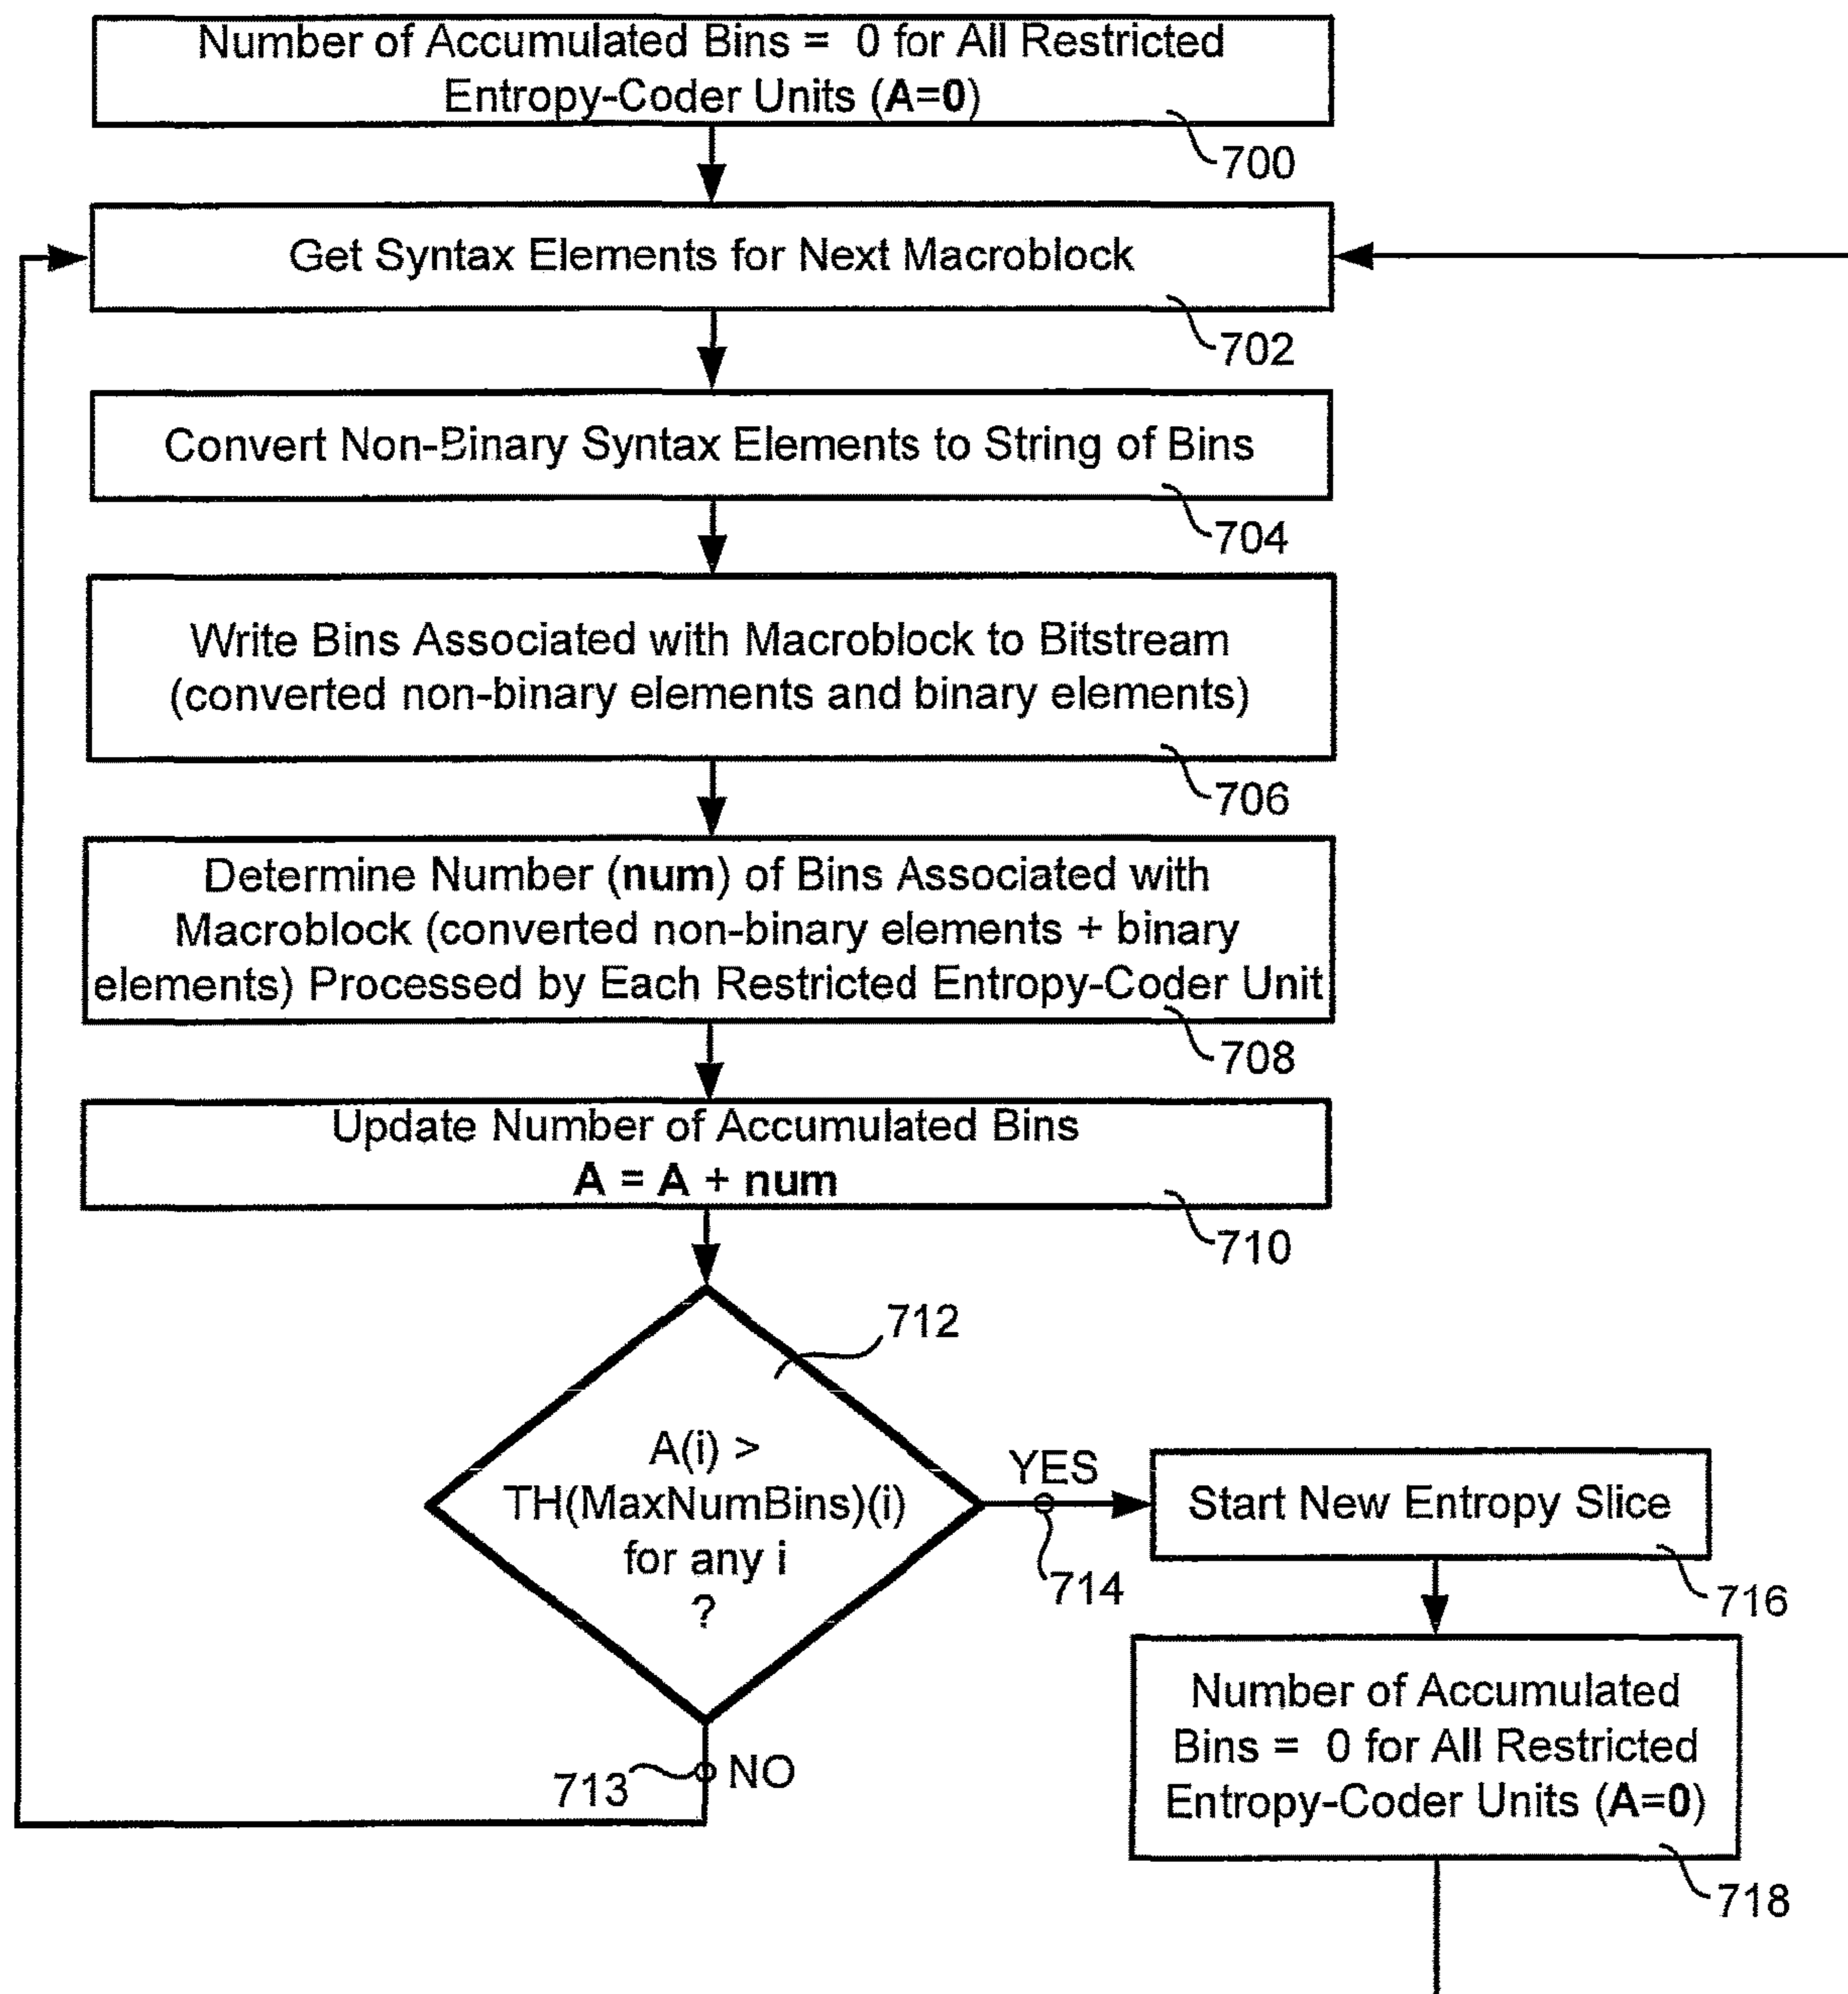 Number of Accumulated Bins = 0 for All Restricted
Entropy-Coder Units (A=0)
700
Get Syntax Elements for Next Macroblock
702
Convert Non-Binary Syntax Elements to String of Bins
704
Write Bins Associated with Macroblock to Bitstream
(converted non-binary elements and binary elements)
706
Determine Number (num) of Bins Associated with
Macroblock (converted non-binary elements + binary
elements) Processed by Each Restricted Entropy-Coder Unit
708
Update Number of Accumulated Bins
A = A + num
710
712
A(i) >
TH(MaxNumBins)(i)
for any i
?
YES
714
Start New Entropy Slice
716
713
NO
Number of Accumulated
Bins = 0 for All Restricted
Entropy-Coder Units (A=0)
718